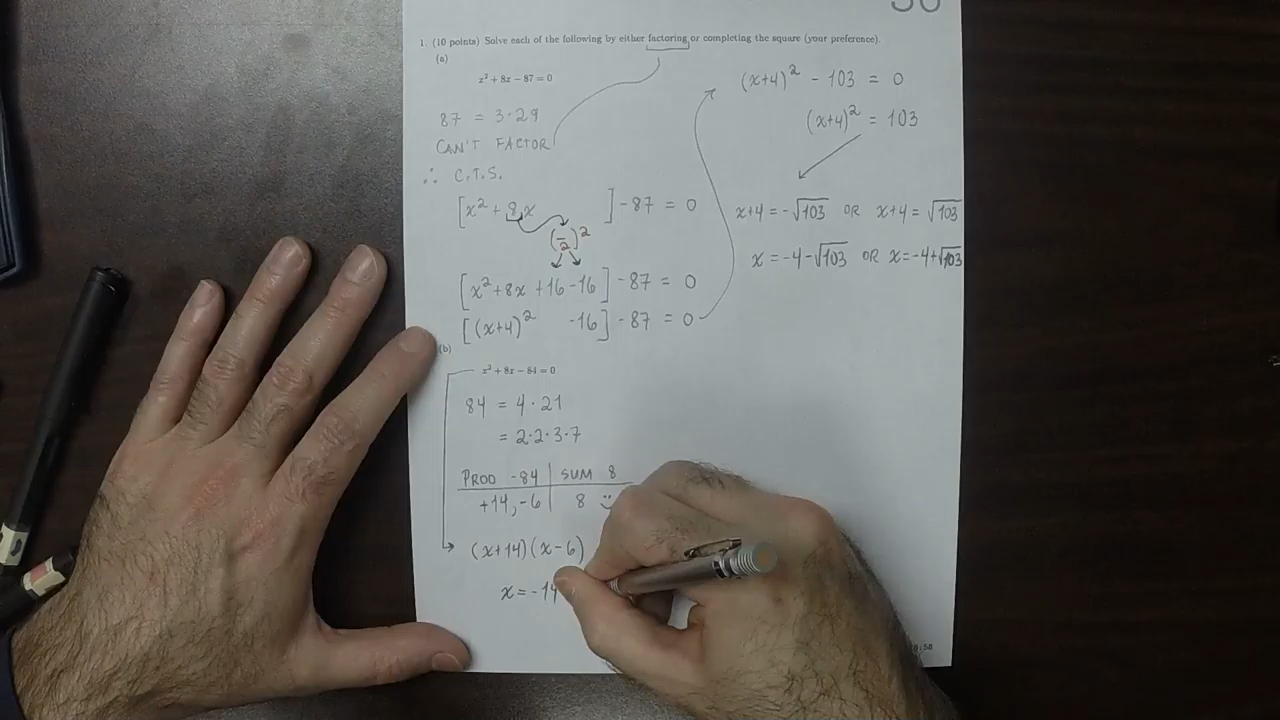 1. (10 points) Solve each of the following by either factoring or completing the square (your preference).
(a)
x² + 8x − 87 = 0
87 = 3·29
CAN'T FACTOR
∴ C.T.S.
[x² + 8x ] − 87 = 0
(−/2)²
[x² + 8x + 16 − 16] − 87 = 0
[(x+4)² − 16] − 87 = 0
(x+4)² − 103 = 0
(x+4)² = 103
x+4 = −√103 OR x+4 = √103
x = −4−√103 OR x = −4+√103
(b)
x² + 8x − 84 = 0
84 = 4·21
= 2·2·3·7
PROD −84 | SUM 8
+14, −6 | 8
(x+14)(x−6)
x = −14